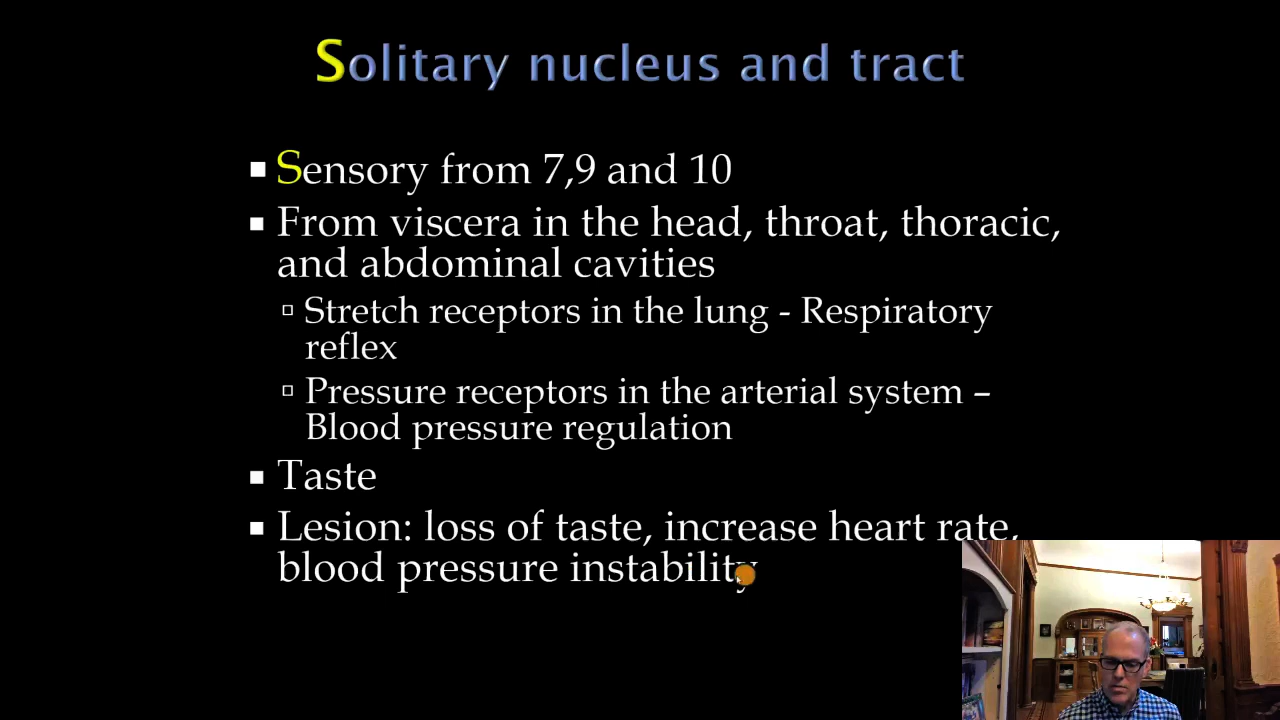 Solitary nucleus and tract
Sensory from 7,9 and 10
From viscera in the head, throat, thoracic,
and abdominal cavities
Stretch receptors in the lung - Respiratory
reflex
Pressure receptors in the arterial system –
Blood pressure regulation
Taste
Lesion: loss of taste, increase heart rate,
blood pressure instability